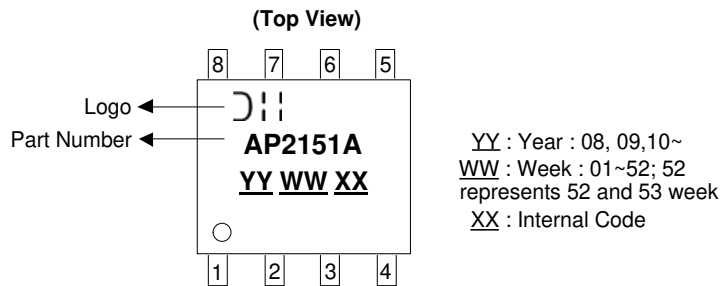 (Top View)
8 7 6 5
Logo
Part Number
AP2151A
YY WW XX
1 2 3 4
YY : Year : 08, 09,10~
WW : Week : 01~52; 52
represents 52 and 53 week
XX : Internal Code